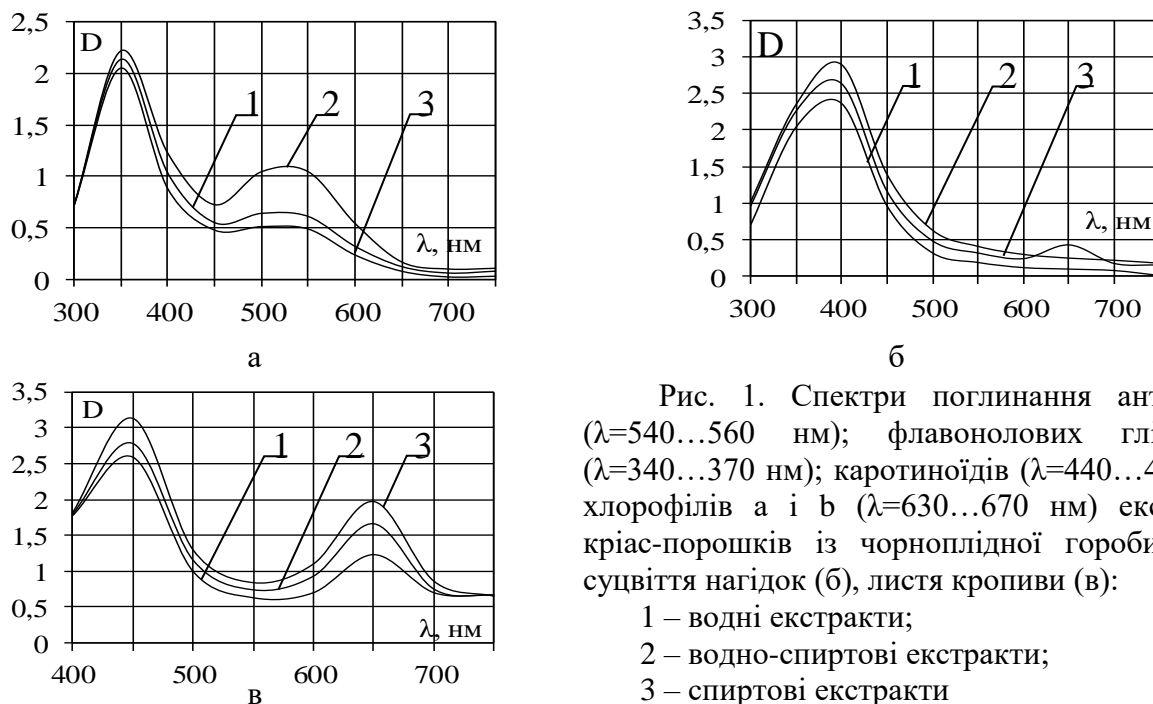 2,5
D
2
1 2 3
1,5
1
0,5
λ, нм
0
300 400 500 600 700
а
3,5
D
3
1 2 3
2,5
2
1,5
1
λ, нм
0,5
0
300 400 500 600 700
б
3,5
D
3
1 2 3
2,5
2
1,5
1
0,5
λ, нм
0
400 500 600 700
в
Рис. 1. Спектри поглинання ант
(λ=540…560 нм); флавонолових глі
(λ=340…370 нм); каротиноїдів (λ=440…4
хлорофілів a і b (λ=630…670 нм) екс
кріас-порошків із чорноплідної гороби
суцвіття нагідок (б), листя кропиви (в):
1 – водні екстракти;
2 – водно-спиртові екстракти;
3 – спиртові екстракти